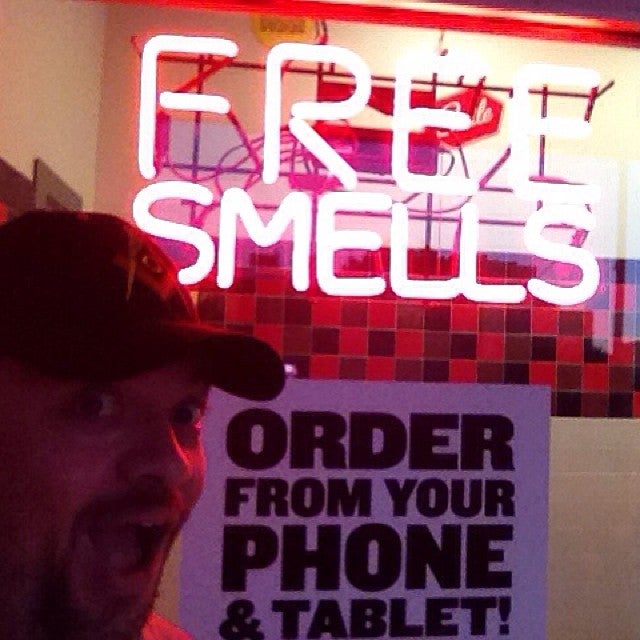 FREE
SMELLS
ORDER
FROM YOUR
PHONE
& TABLET!